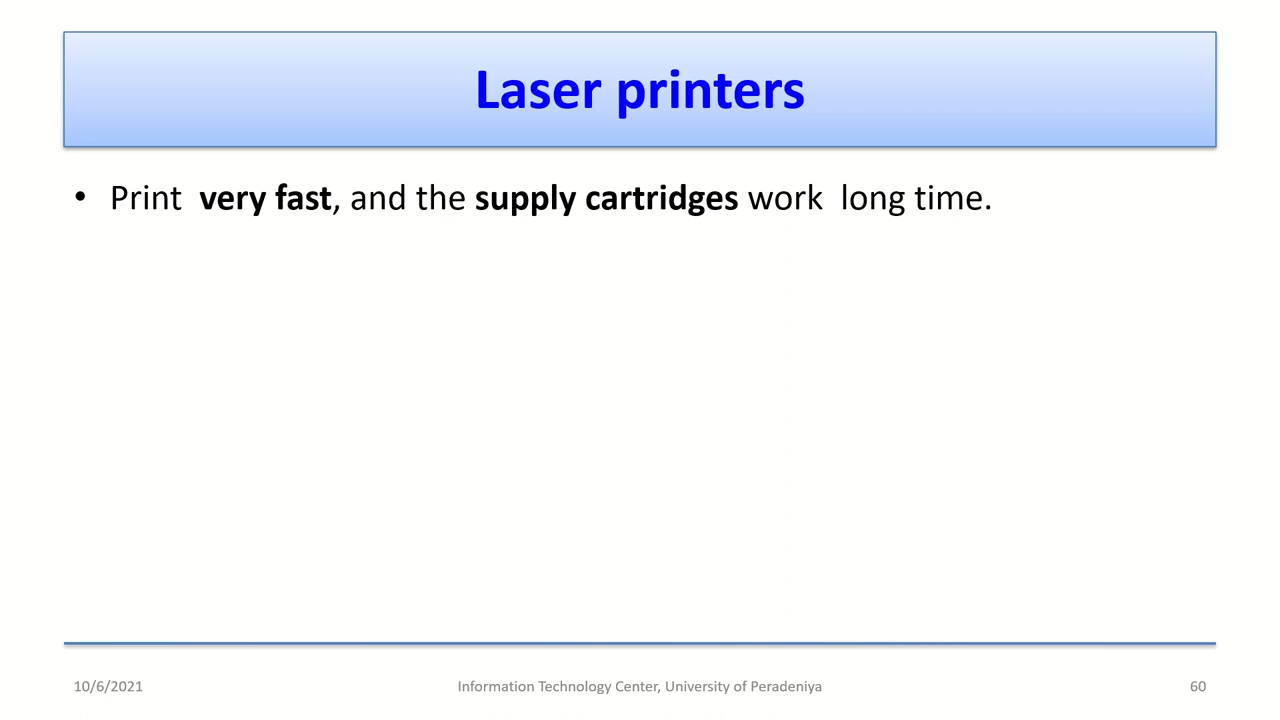 Laser printers
• Print  very fast, and the supply cartridges work  long time.
10/6/2021
Information Technology Center, University of Peradeniya
60